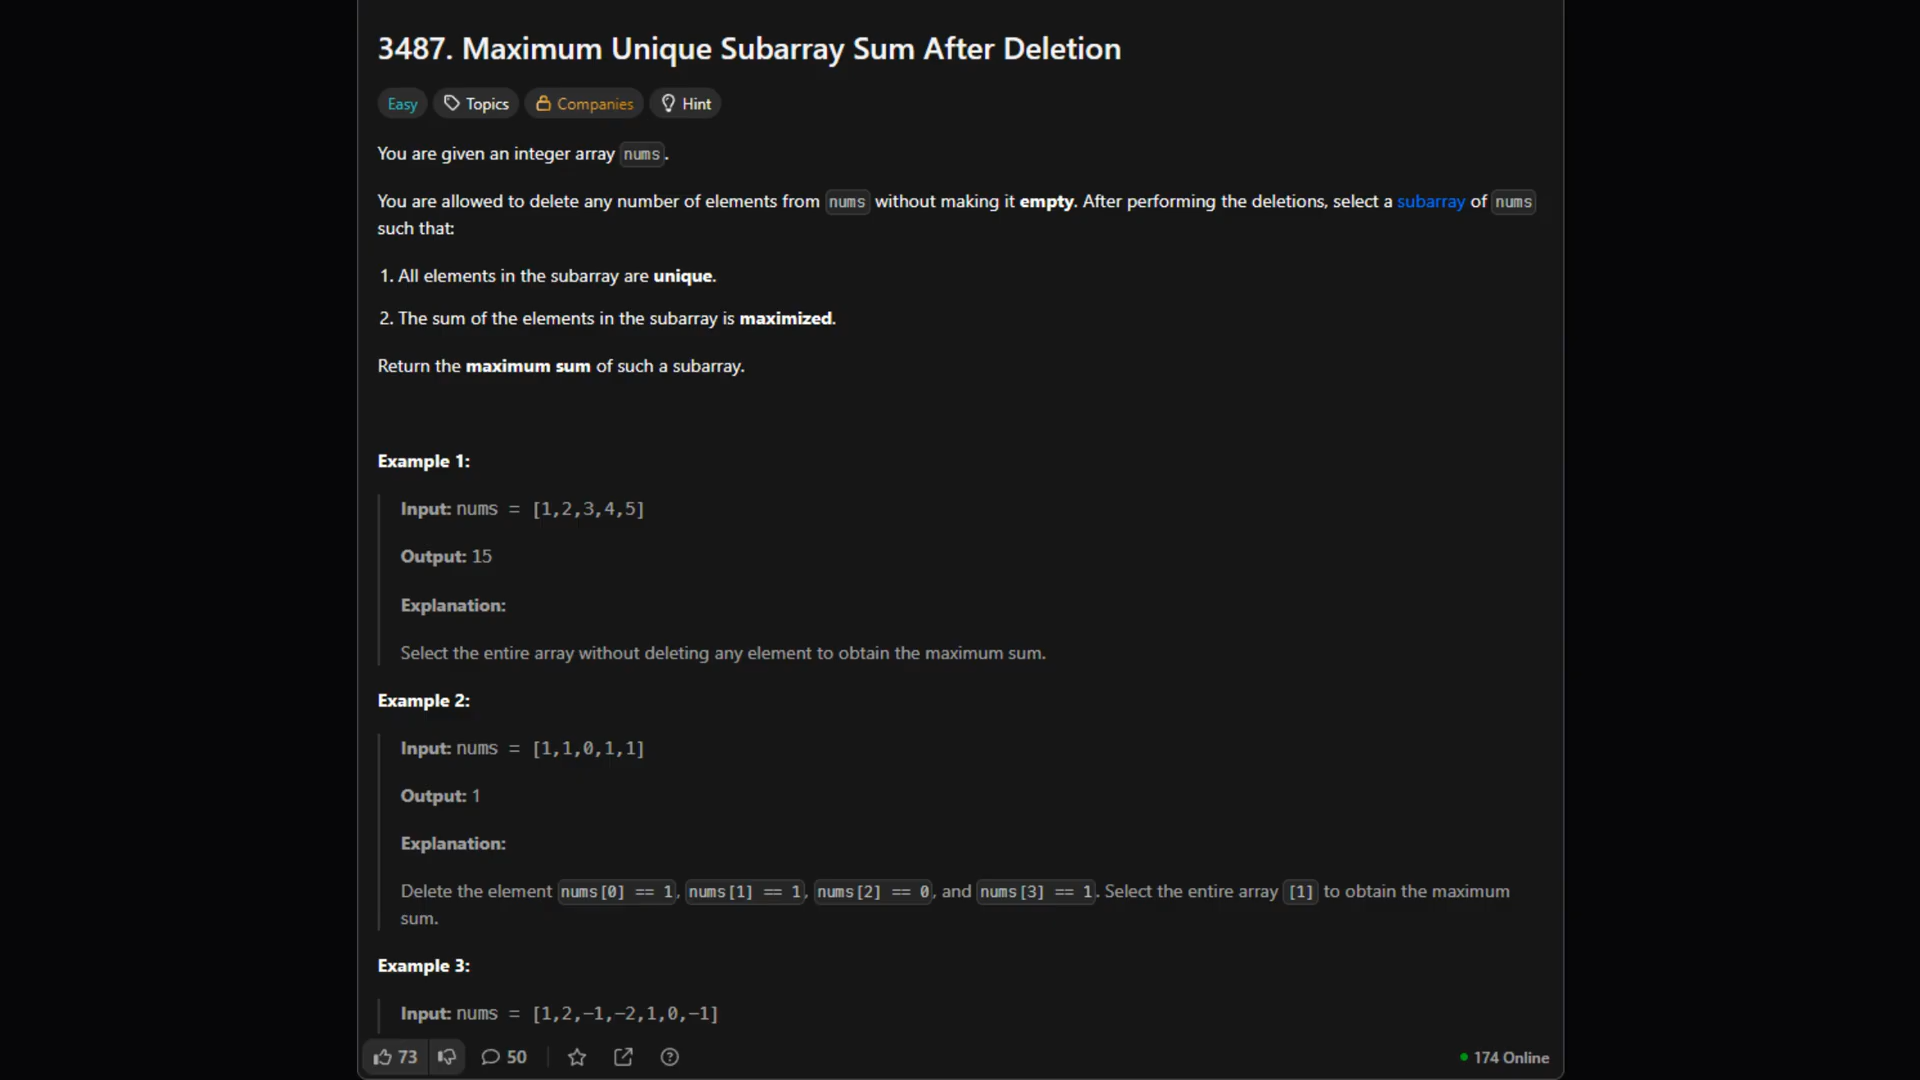 3487. Maximum Unique Subarray Sum After Deletion
Easy Topics Companies Hint
You are given an integer array nums.
You are allowed to delete any number of elements from nums without making it empty. After performing the deletions, select a subarray of nums
such that:
1. All elements in the subarray are unique.
2. The sum of the elements in the subarray is maximized.
Return the maximum sum of such a subarray.
Example 1:
Input: nums = [1,2,3,4,5]
Output: 15
Explanation:
Select the entire array without deleting any element to obtain the maximum sum.
Example 2:
Input: nums = [1,1,0,1,1]
Output: 1
Explanation:
Delete the element nums[0] == 1, nums[1] == 1, nums[2] == 0, and nums[3] == 1. Select the entire array [1] to obtain the maximum
sum.
Example 3:
Input: nums = [1,2,-1,-2,1,0,-1]
73 50 174 Online